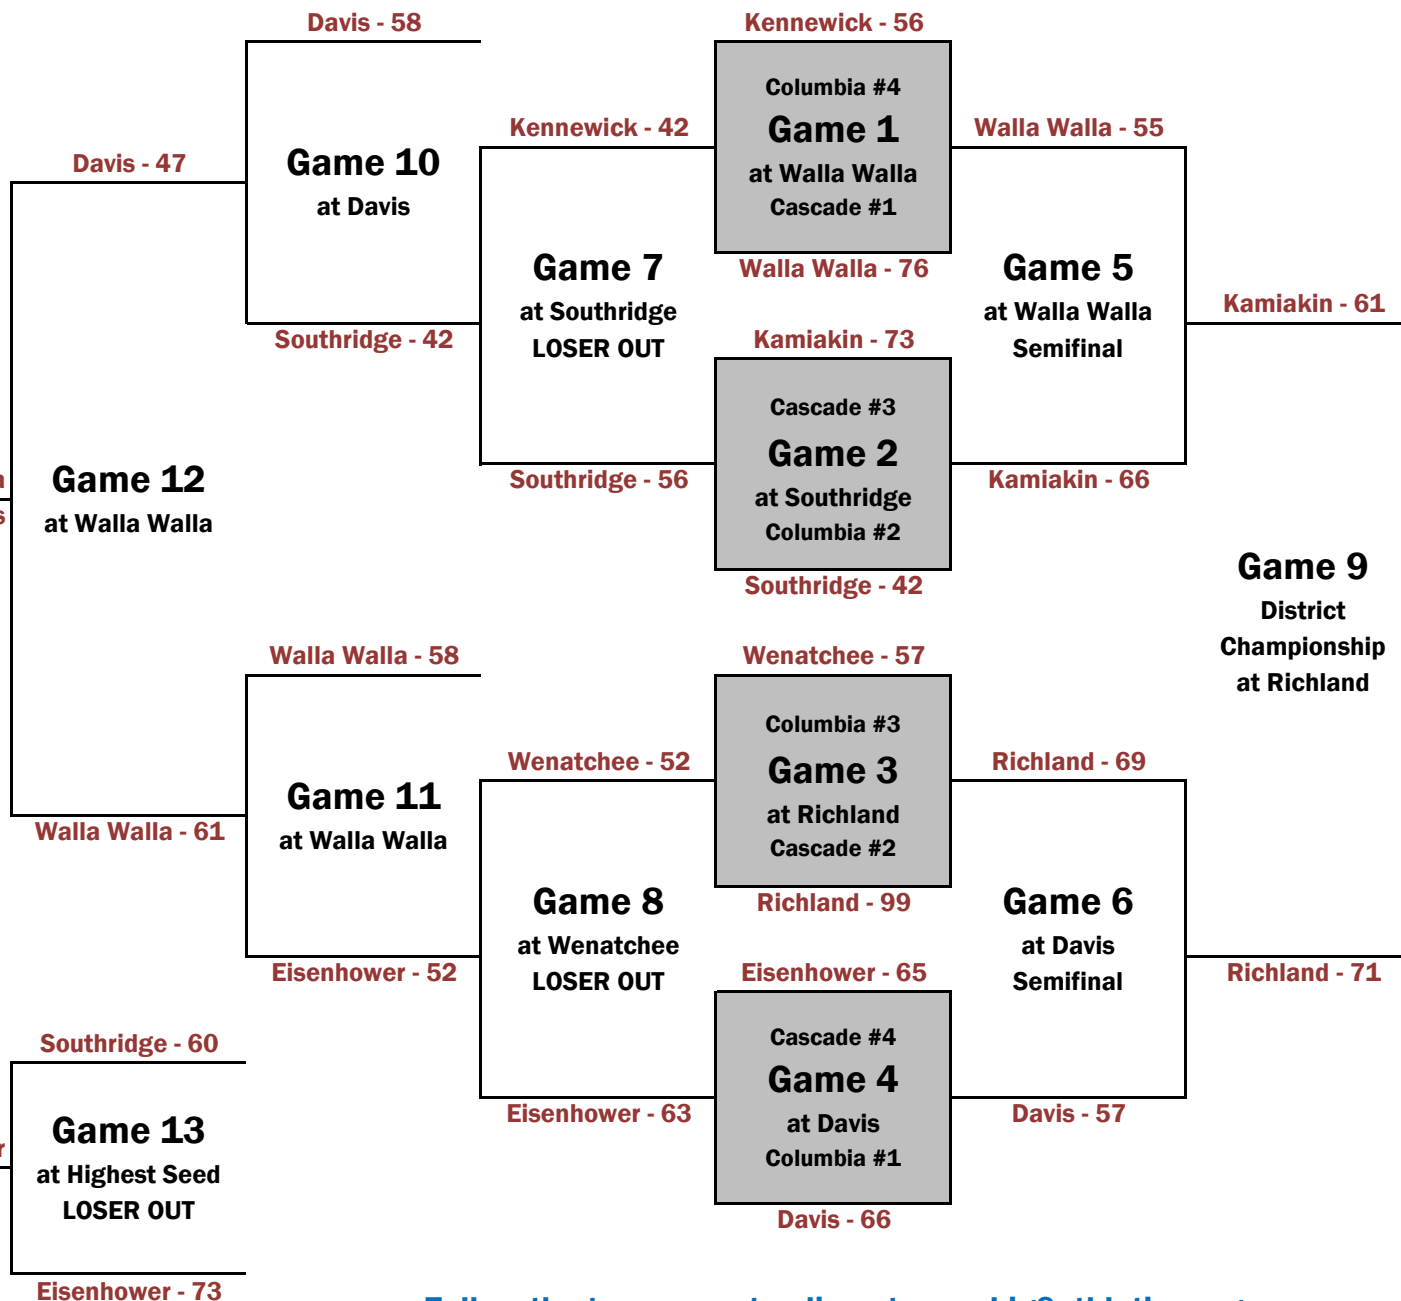 Davis - 58
Kennewick - 56
Columbia #4
Game 1
at Walla Walla
Cascade #1
Walla Walla - 76
Kennewick - 42
Walla Walla - 55
Davis - 47
Game 10
at Davis
Southridge - 42
Game 7
at Southridge
LOSER OUT
Game 5
at Walla Walla
Semifinal
Kamiakin - 61
Kamiakin - 73
Cascade #3
Game 2
at Southridge
Columbia #2
Southridge - 42
Southridge - 56
Kamiakin - 66
Game 12
at Walla Walla
Game 9
District
Championship
at Richland
Walla Walla - 58
Wenatchee - 57
Columbia #3
Game 3
at Richland
Cascade #2
Richland - 99
Wenatchee - 52
Richland - 69
Game 11
at Walla Walla
Walla Walla - 61
Game 8
at Wenatchee
LOSER OUT
Game 6
at Davis
Semifinal
Eisenhower - 52
Eisenhower - 65
Richland - 71
Cascade #4
Game 4
at Davis
Columbia #1
Davis - 66
Southridge - 60
Eisenhower - 63
Davis - 57
Game 13
at Highest Seed
LOSER OUT
Eisenhower - 73